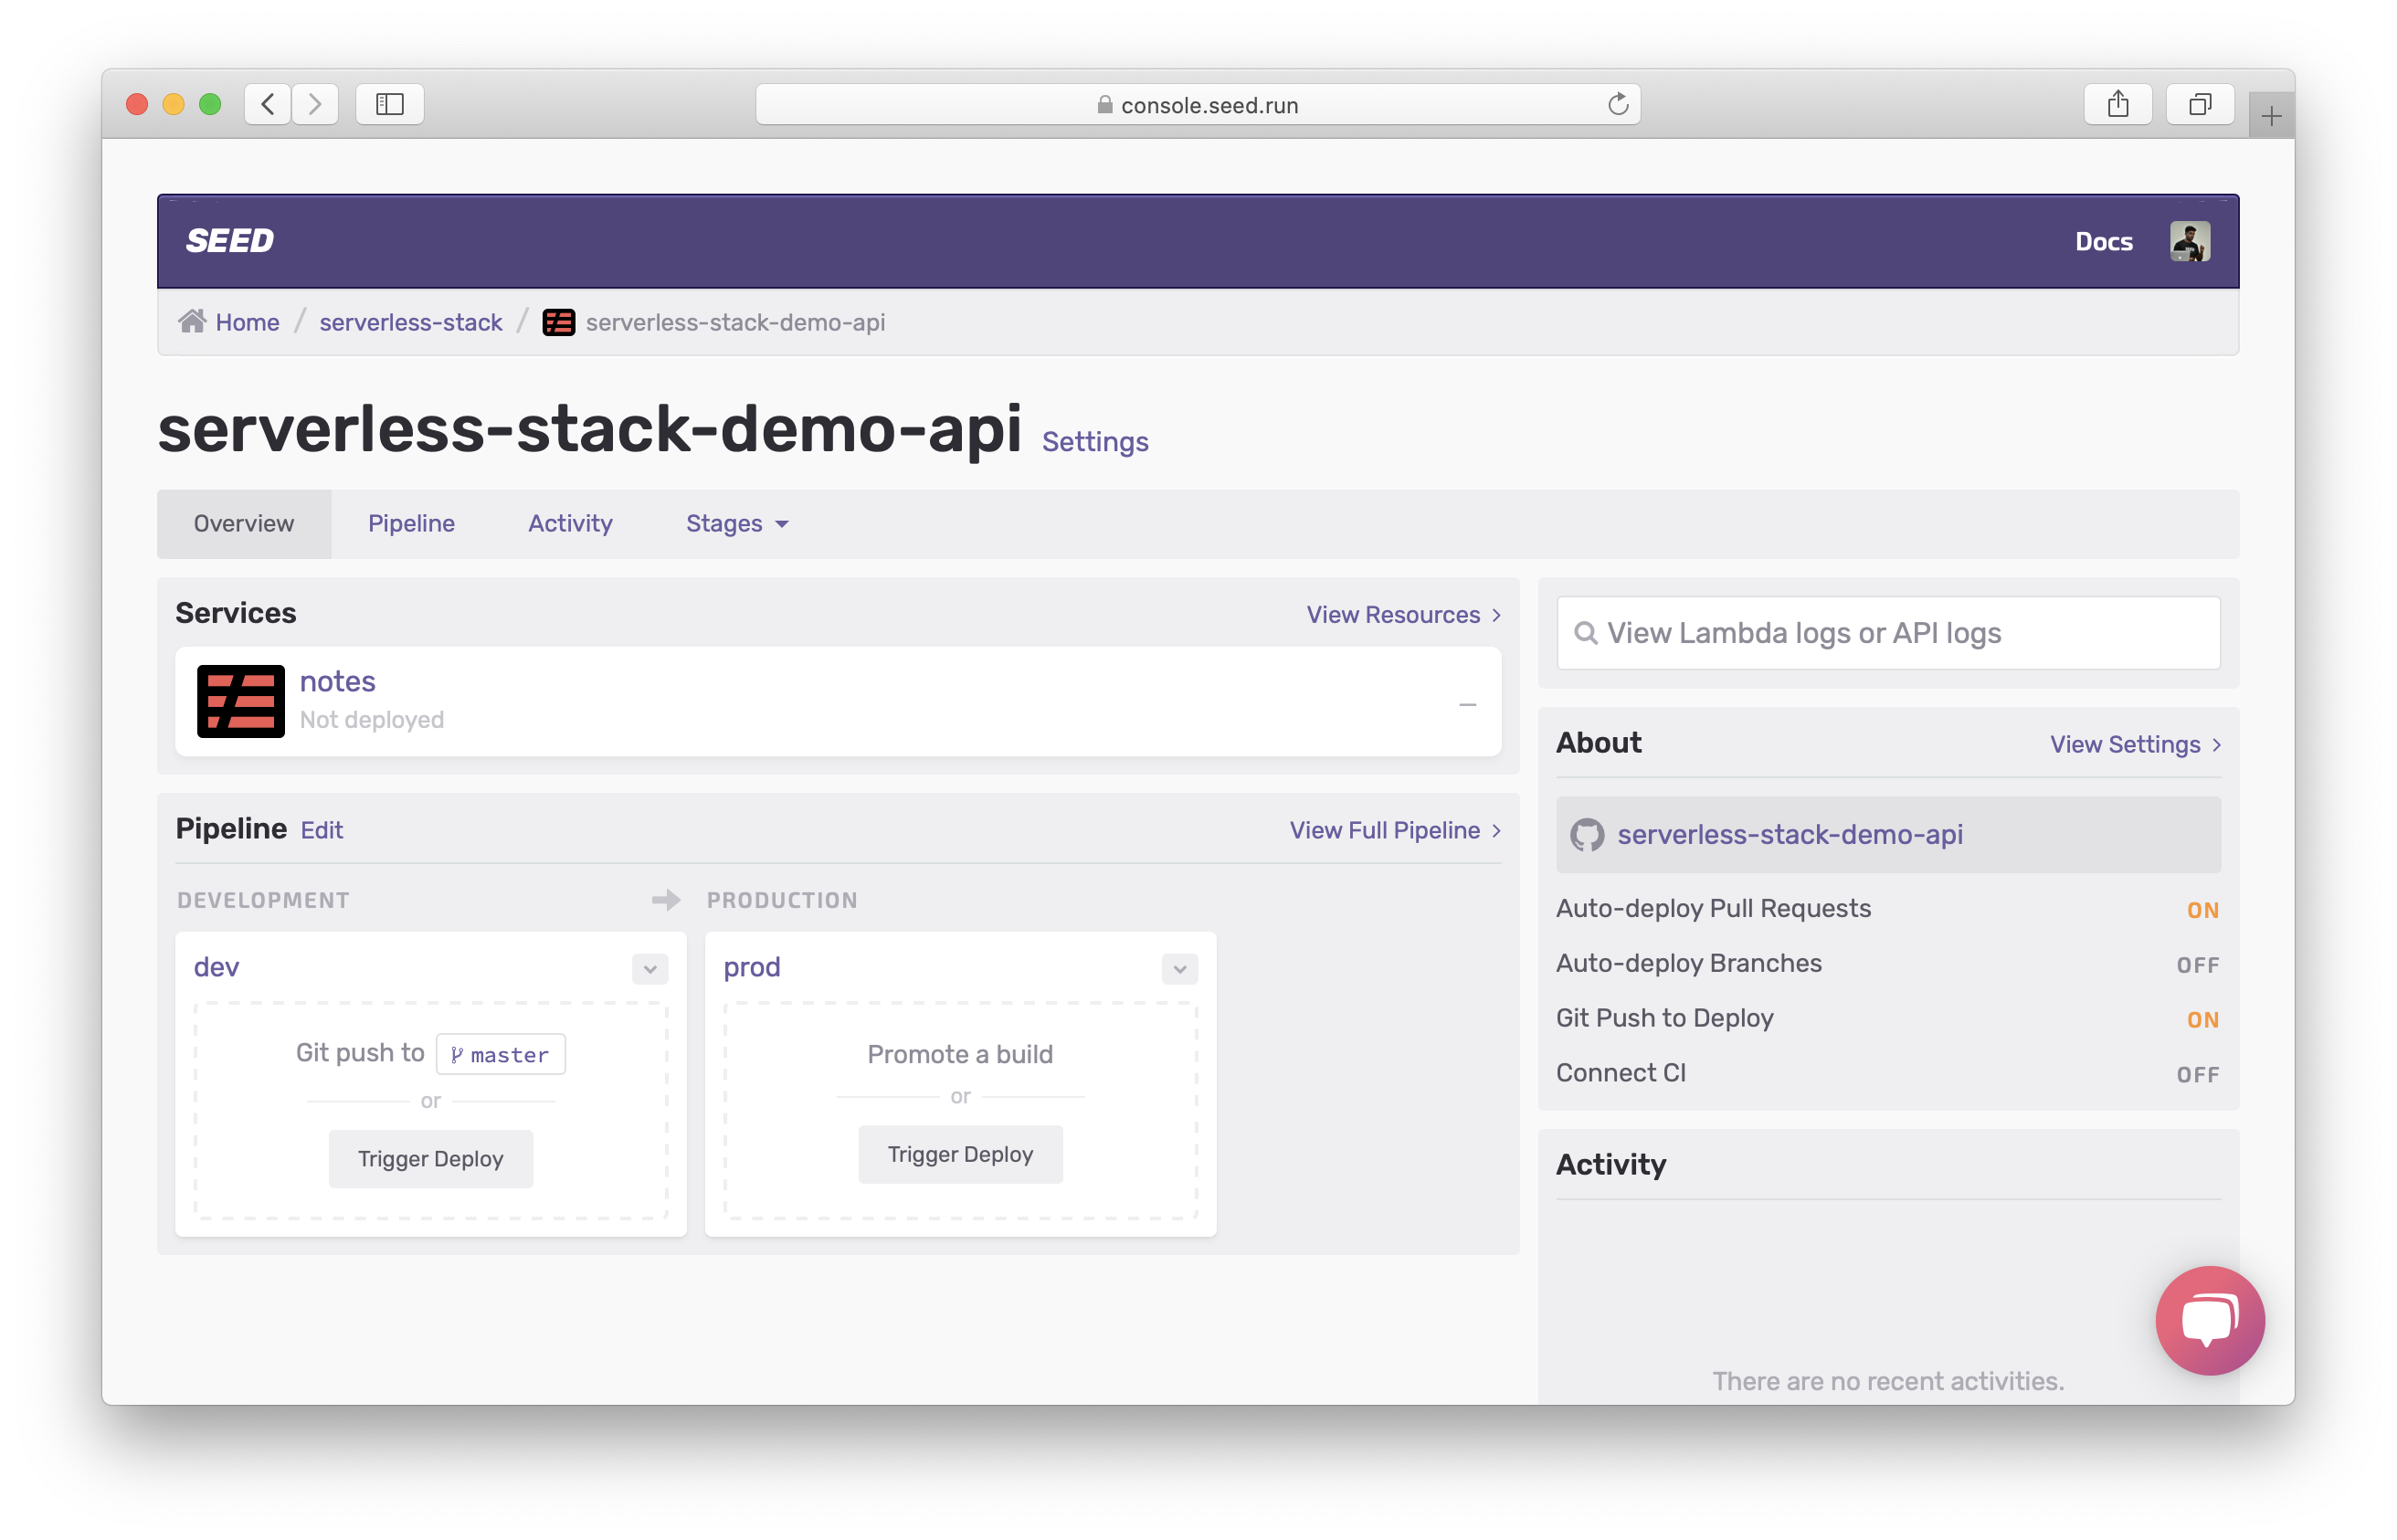 console.seed.run
SEED
Docs
Home / serverless-stack / serverless-stack-demo-api
serverless-stack-demo-api Settings
Overview Pipeline Activity Stages
Services View Resources
notes
Not deployed
Pipeline Edit View Full Pipeline
DEVELOPMENT PRODUCTION
dev
Git push to master
or
Trigger Deploy
prod
Promote a build
or
Trigger Deploy
View Lambda logs or API logs
About View Settings
serverless-stack-demo-api
Auto-deploy Pull Requests ON
Auto-deploy Branches OFF
Git Push to Deploy ON
Connect CI OFF
Activity
There are no recent activities.